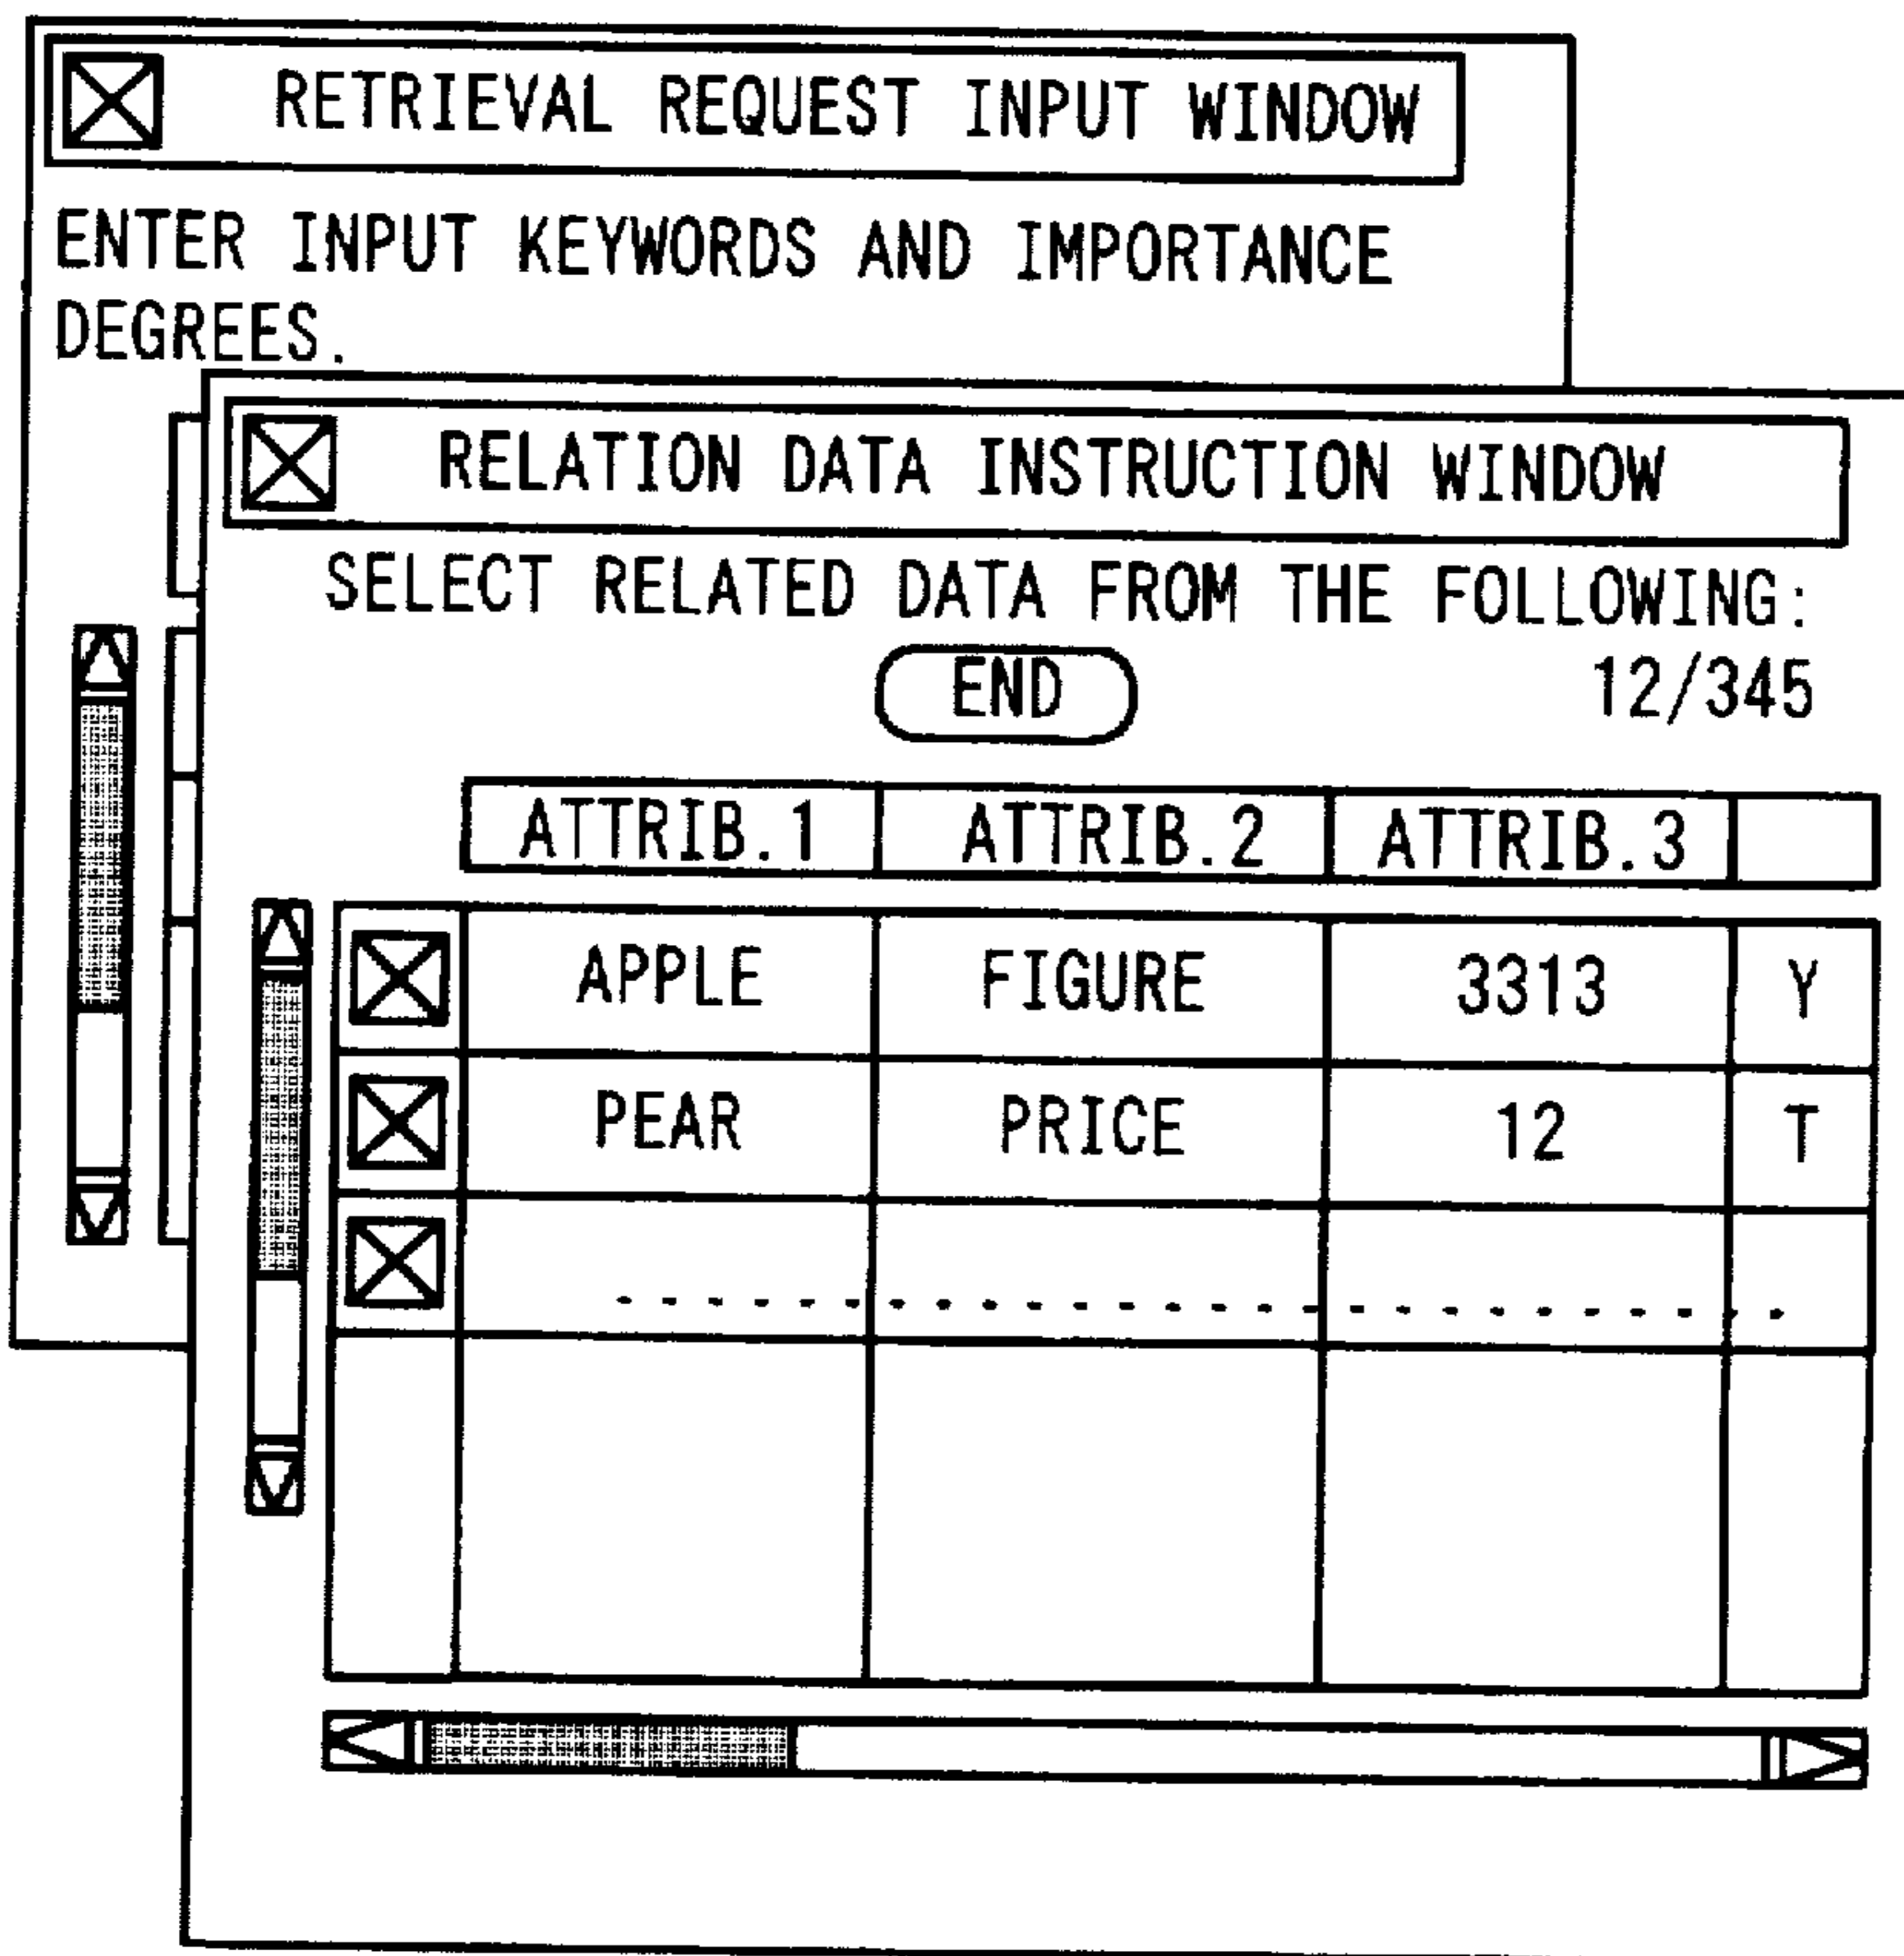 RETRIEVAL REQUEST INPUT WINDOW
ENTER INPUT KEYWORDS AND IMPORTANCE
DEGREES.
RELATION DATA INSTRUCTION WINDOW
SELECT RELATED DATA FROM THE FOLLOWING:
END 12/345
ATTRIB.1 ATTRIB.2 ATTRIB.3
APPLE FIGURE 3313 Y
PEAR PRICE 12 T